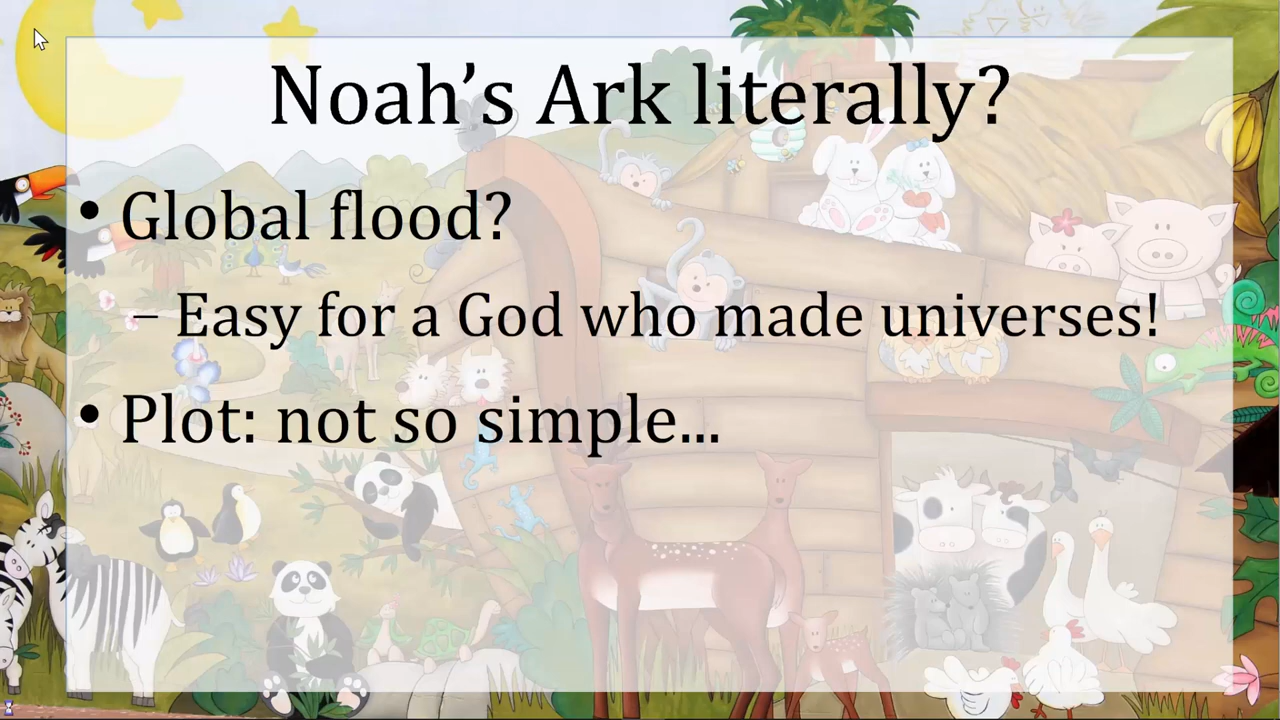 Noah’s Ark literally?
• Global flood?
– Easy for a God who made universes!
• Plot: not so simple...